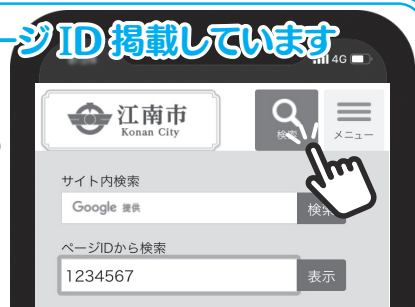 ージID掲載しています
4G
江南市
Konan City
検索
メニュー
サイト内検索
Google 提供
検索
ページIDから検索
1234567
表示